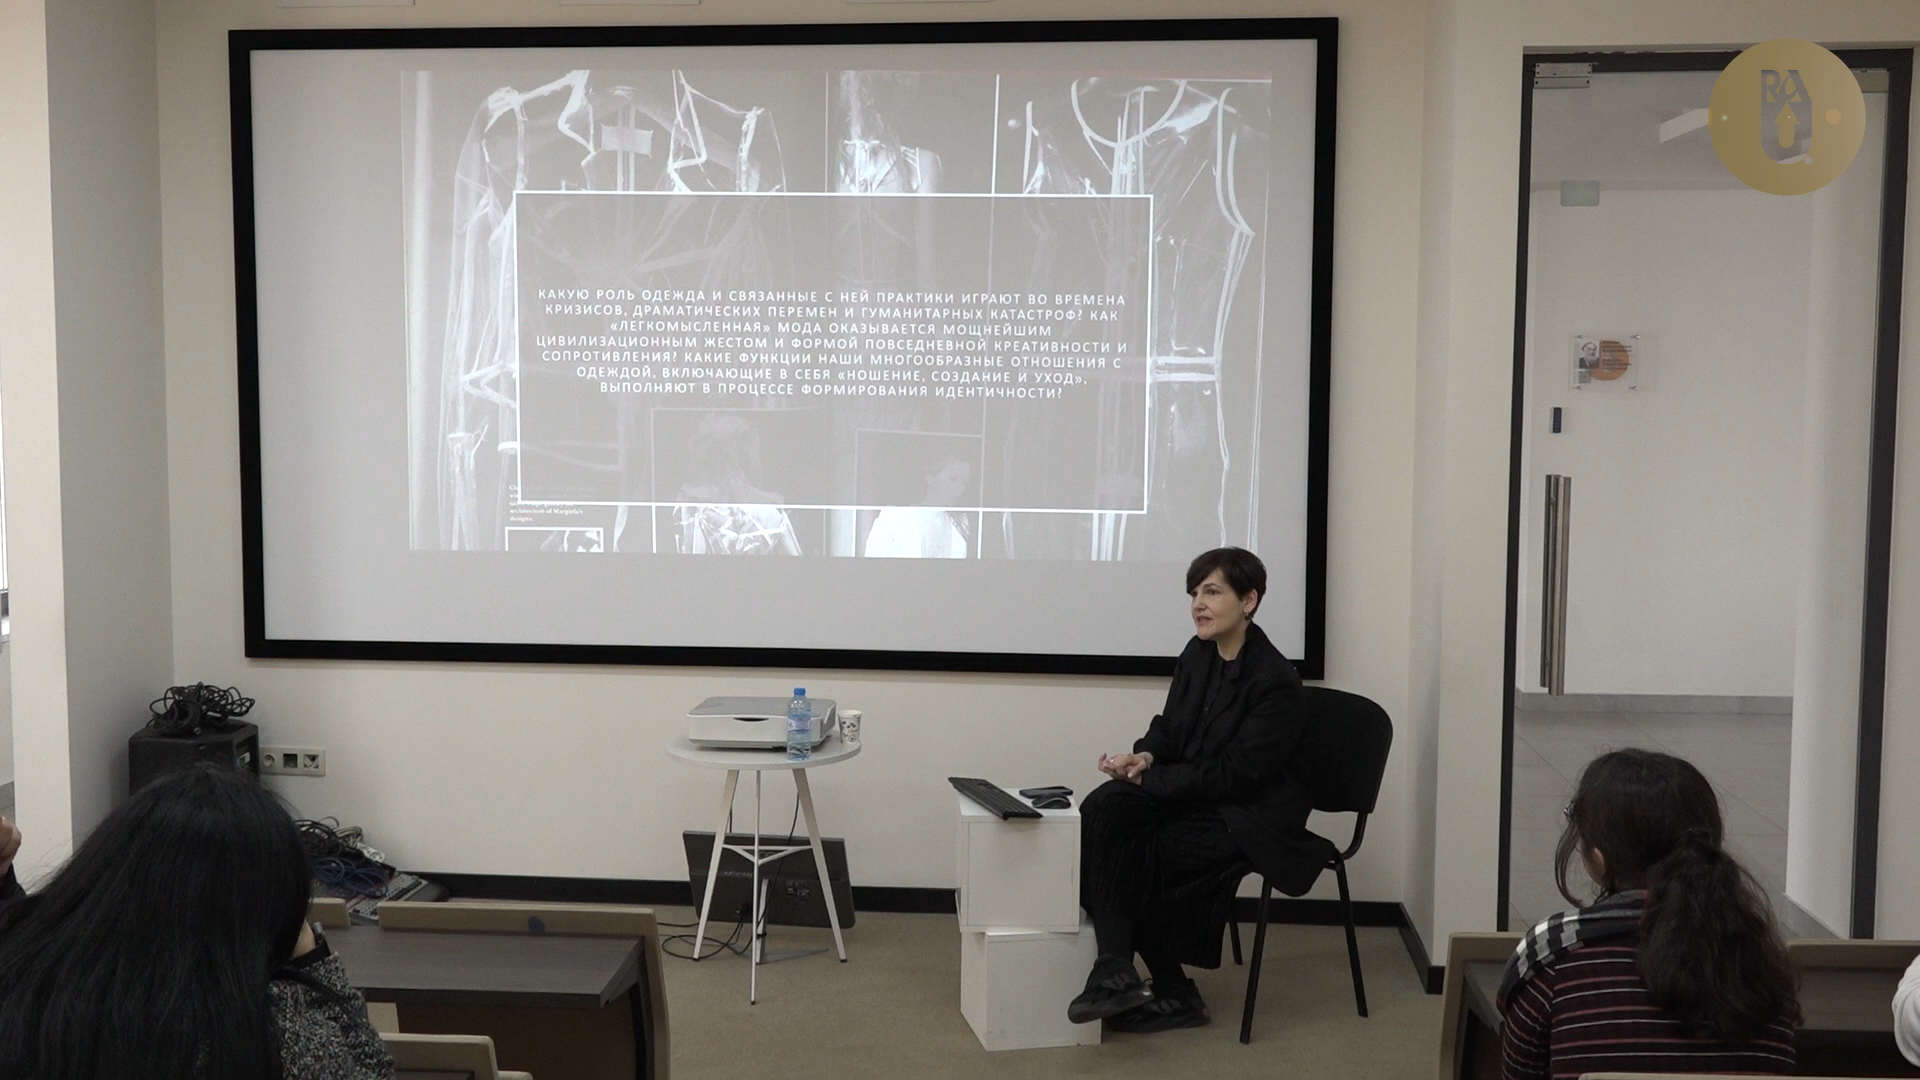 RA
U
КАКУЮ РОЛЬ ОДЕЖДА И СВЯЗАННЫЕ С НЕЙ ПРАКТИКИ ИГРАЮТ ВО ВРЕМЕНА
КРИЗИСОВ, ДРАМАТИЧЕСКИХ ПЕРЕМЕН И ГУМАНИТАРНЫХ КАТАСТРОФ? КАК
«ЛЕГКОМЫСЛЕННАЯ» МОДА ОКАЗЫВАЕТСЯ МОЩНЕЙШИМ
ЦИВИЛИЗАЦИОННЫМ ЖЕСТОМ И ФОРМОЙ ПОВСЕДНЕВНОЙ КРЕАТИВНОСТИ И
СОПРОТИВЛЕНИЯ? КАКИЕ ФУНКЦИИ НАШИ МНОГООБРАЗНЫЕ ОТНОШЕНИЯ С
ОДЕЖДОЙ, ВКЛЮЧАЮЩИЕ В СЕБЯ «НОШЕНИЕ, СОЗДАНИЕ И УХОД»,
ВЫПОЛНЯЮТ В ПРОЦЕССЕ ФОРМИРОВАНИЯ ИДЕНТИЧНОСТИ?
architecture of Margiela's
designs.